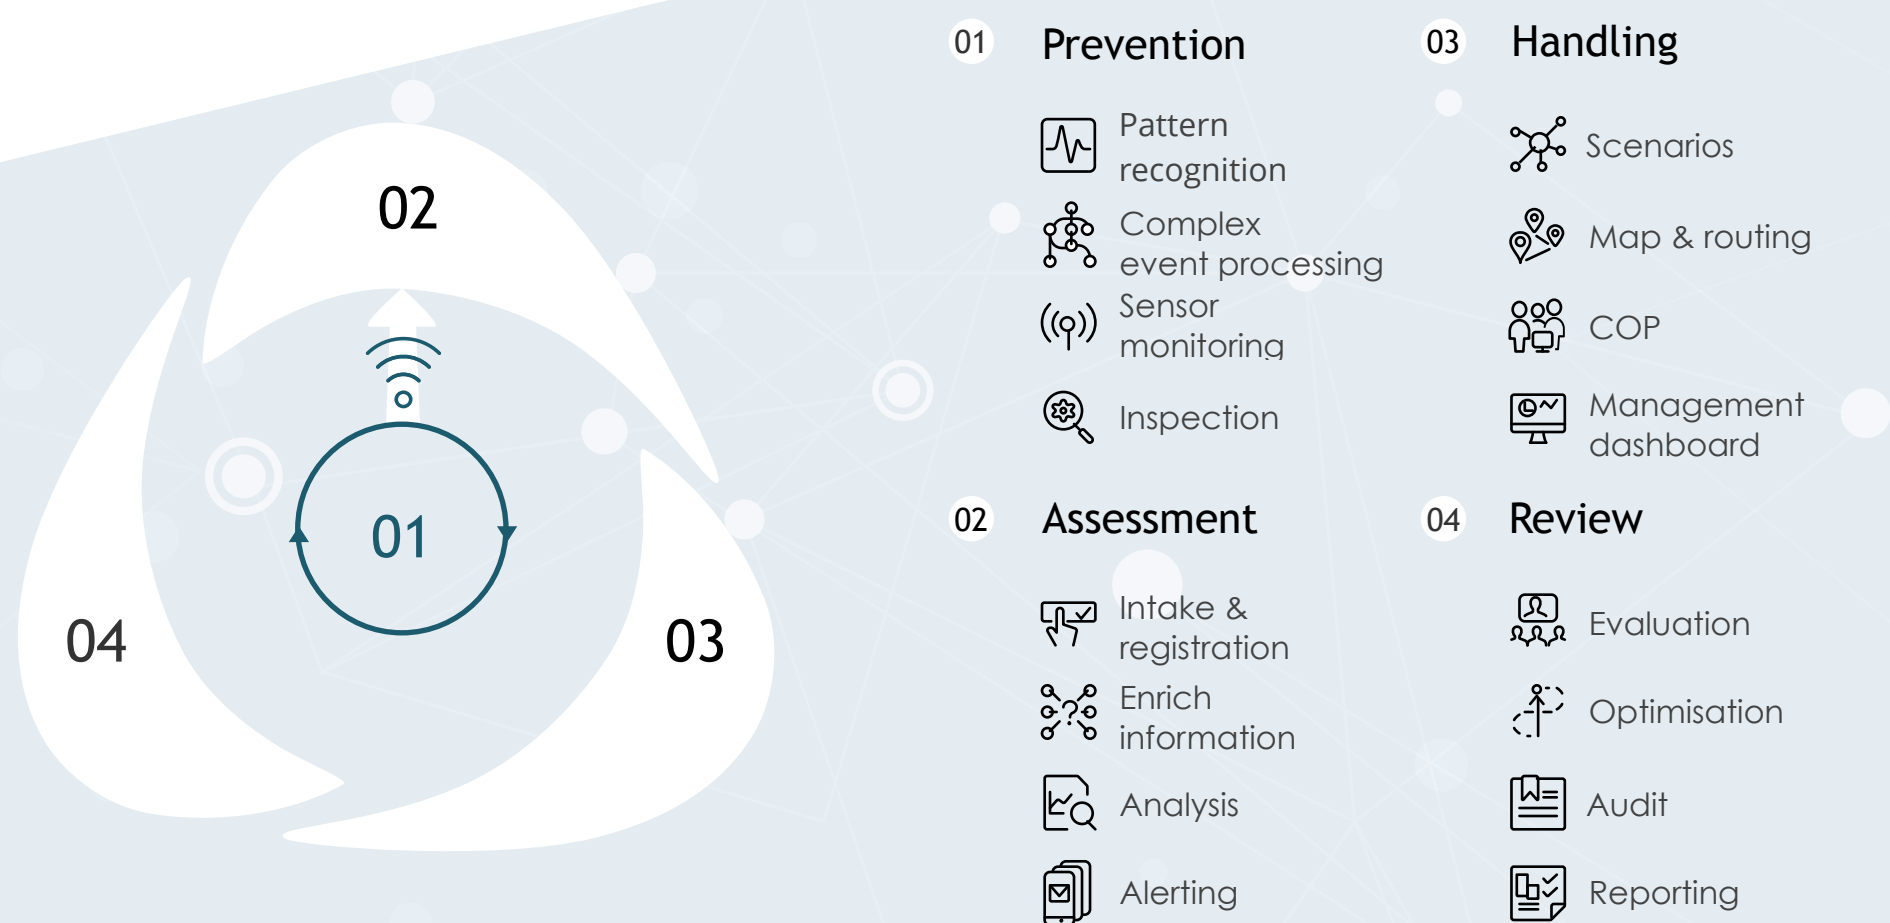 02
01
04
03
01 Prevention
Pattern
recognition
Complex
event processing
Sensor
monitoring
Inspection
02 Assessment
Intake &
registration
Enrich
information
Analysis
Alerting
03 Handling
Scenarios
Map & routing
COP
Management
dashboard
04 Review
Evaluation
Optimisation
Audit
Reporting